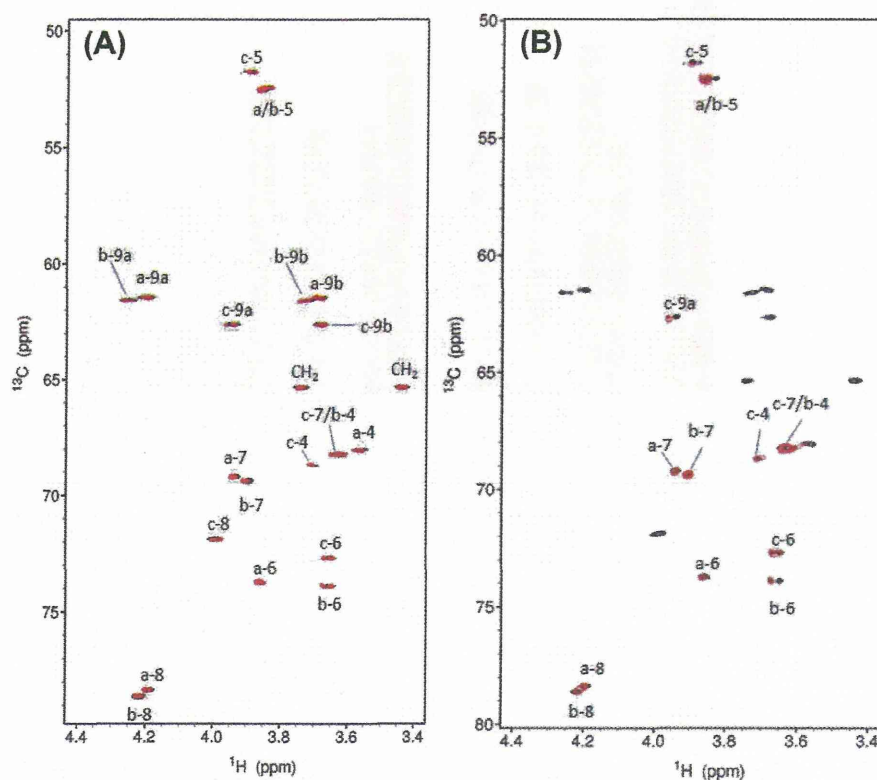 (A)
c-5
a/b-5
b-9a
a-9a
b-9b
a-9b
c-9a
c-9b
CH₂
CH₂
c-7/b-4
c-4
a-4
a-7
b-7
c-8
c-6
a-6
b-6
a-8
b-8
50
55
60
65
70
75
¹³C (ppm)
4.4
4.2
4.0
3.8
3.6
3.4
¹H (ppm)
(B)
c-5
a/b-5
c-9a
c-7/b-4
c-4
a-7
b-7
c-6
a-6
b-6
a-8
b-8
50
55
60
65
70
75
80
¹³C (ppm)
4.4
4.2
4.0
3.8
3.6
3.4
¹H (ppm)